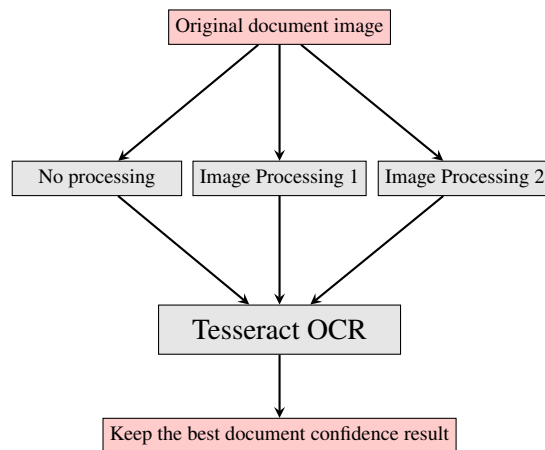 Original document image
No processing
Image Processing 1
Image Processing 2
Tesseract OCR
Keep the best document confidence result